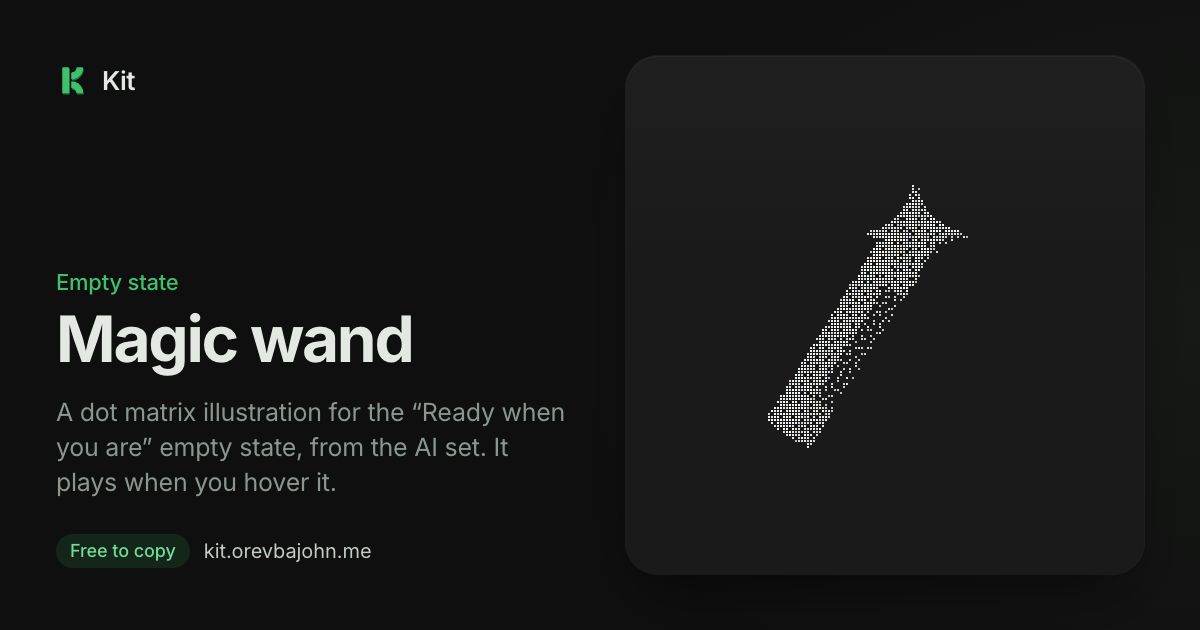 Kit
Empty state
Magic wand
A dot matrix illustration for the “Ready when
you are” empty state, from the AI set. It
plays when you hover it.
Free to copy
kit.orevbajohn.me